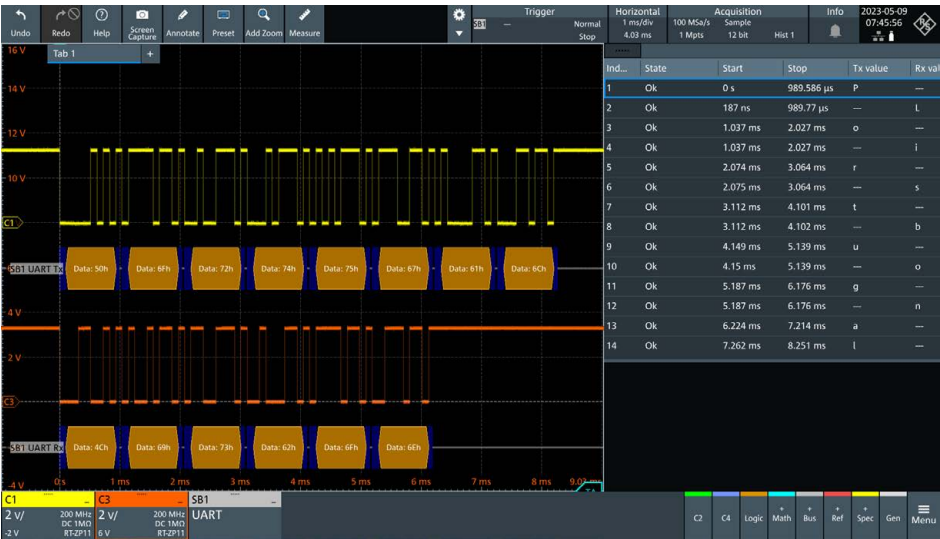 Undo Redo Help Screen Capture Annotate Preset Add Zoom Measure
SB1 — Trigger Normal Stop
Horizontal 1 ms/div 4.03 ms
Acquisition 100 MSa/s Sample 1 Mpts 12 bit Hist 1
Info 2023-05-09 07:45:56
Tab 1 +
16 V
14 V
12 V
10 V
C1
SB1 UART Tx Data: 50h Data: 6Fh Data: 72h Data: 74h Data: 75h Data: 67h Data: 61h Data: 6Ch
4 V
2 V
C3
SB1 UART Rx Data: 4Ch Data: 69h Data: 73h Data: 62h Data: 6Fh Data: 6Eh
-4 V 0 s 1 ms 2 ms 3 ms 4 ms 5 ms 6 ms 7 ms 8 ms
Ind... State Start Stop Tx value Rx val
1 Ok 0 s 989.586 µs P —
2 Ok 187 ns 989.77 µs — L
3 Ok 1.037 ms 2.027 ms o —
4 Ok 1.037 ms 2.027 ms — i
5 Ok 2.074 ms 3.064 ms r —
6 Ok 2.075 ms 3.064 ms — s
7 Ok 3.112 ms 4.101 ms t —
8 Ok 3.112 ms 4.102 ms — b
9 Ok 4.149 ms 5.139 ms u —
10 Ok 4.15 ms 5.139 ms — o
11 Ok 5.187 ms 6.176 ms g —
12 Ok 5.187 ms 6.176 ms — n
13 Ok 6.224 ms 7.214 ms a —
14 Ok 7.262 ms 8.251 ms l —
C1 C3 SB1
2 V/ 200 MHz 2 V/ 200 MHz UART
DC 1MΩ DC 1MΩ
-2 V RT-ZP11 6 V RT-ZP11
C2 C4 Logic + Math + Bus + Ref + Spec Gen Menu